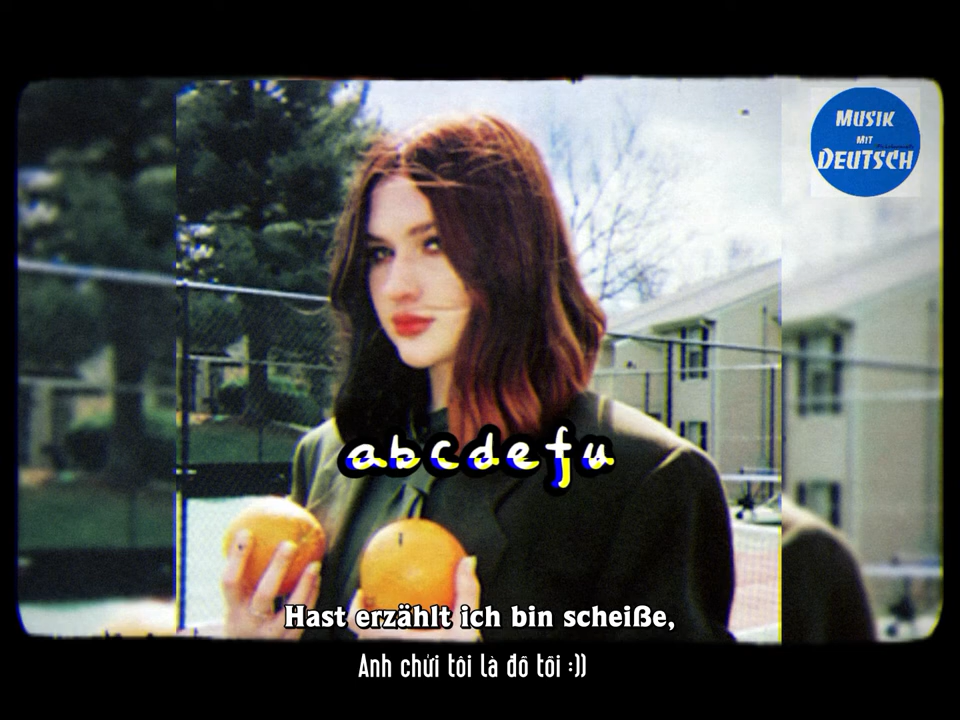 MUSIK
MIT
DEUTSCH
abcdefu
Hast erzählt ich bin scheiße,
Anh chửi tôi là đồ tồi :))